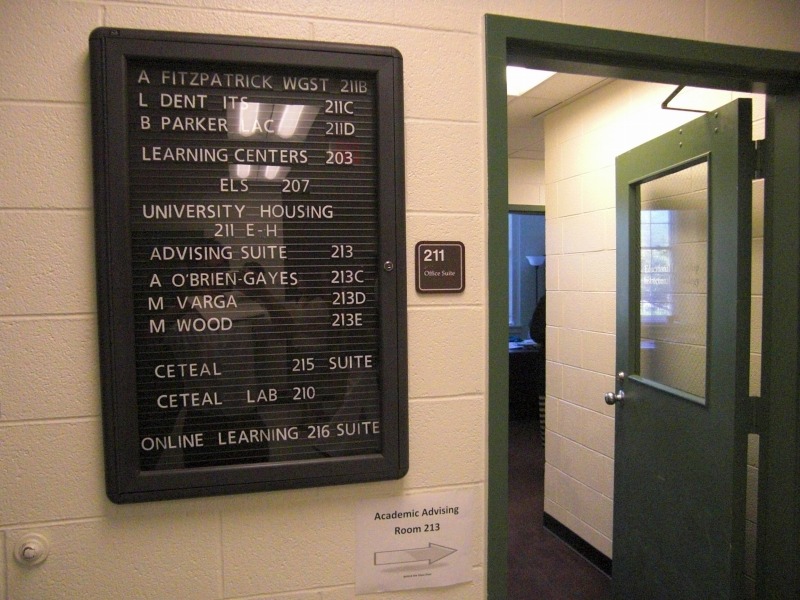 A FITZPATRICK WGST 211B
L DENT ITS 211C
B PARKER LAC 211D
LEARNING CENTERS 203
ELS 207
UNIVERSITY HOUSING
211 E-H
ADVISING SUITE 213
A O'BRIEN-GAYES 213C
M VARGA 213D
M WOOD 213E
CETEAL 215 SUITE
CETEAL LAB 210
ONLINE LEARNING 216 SUITE
211
Office Suite
Academic Advising
Room 213